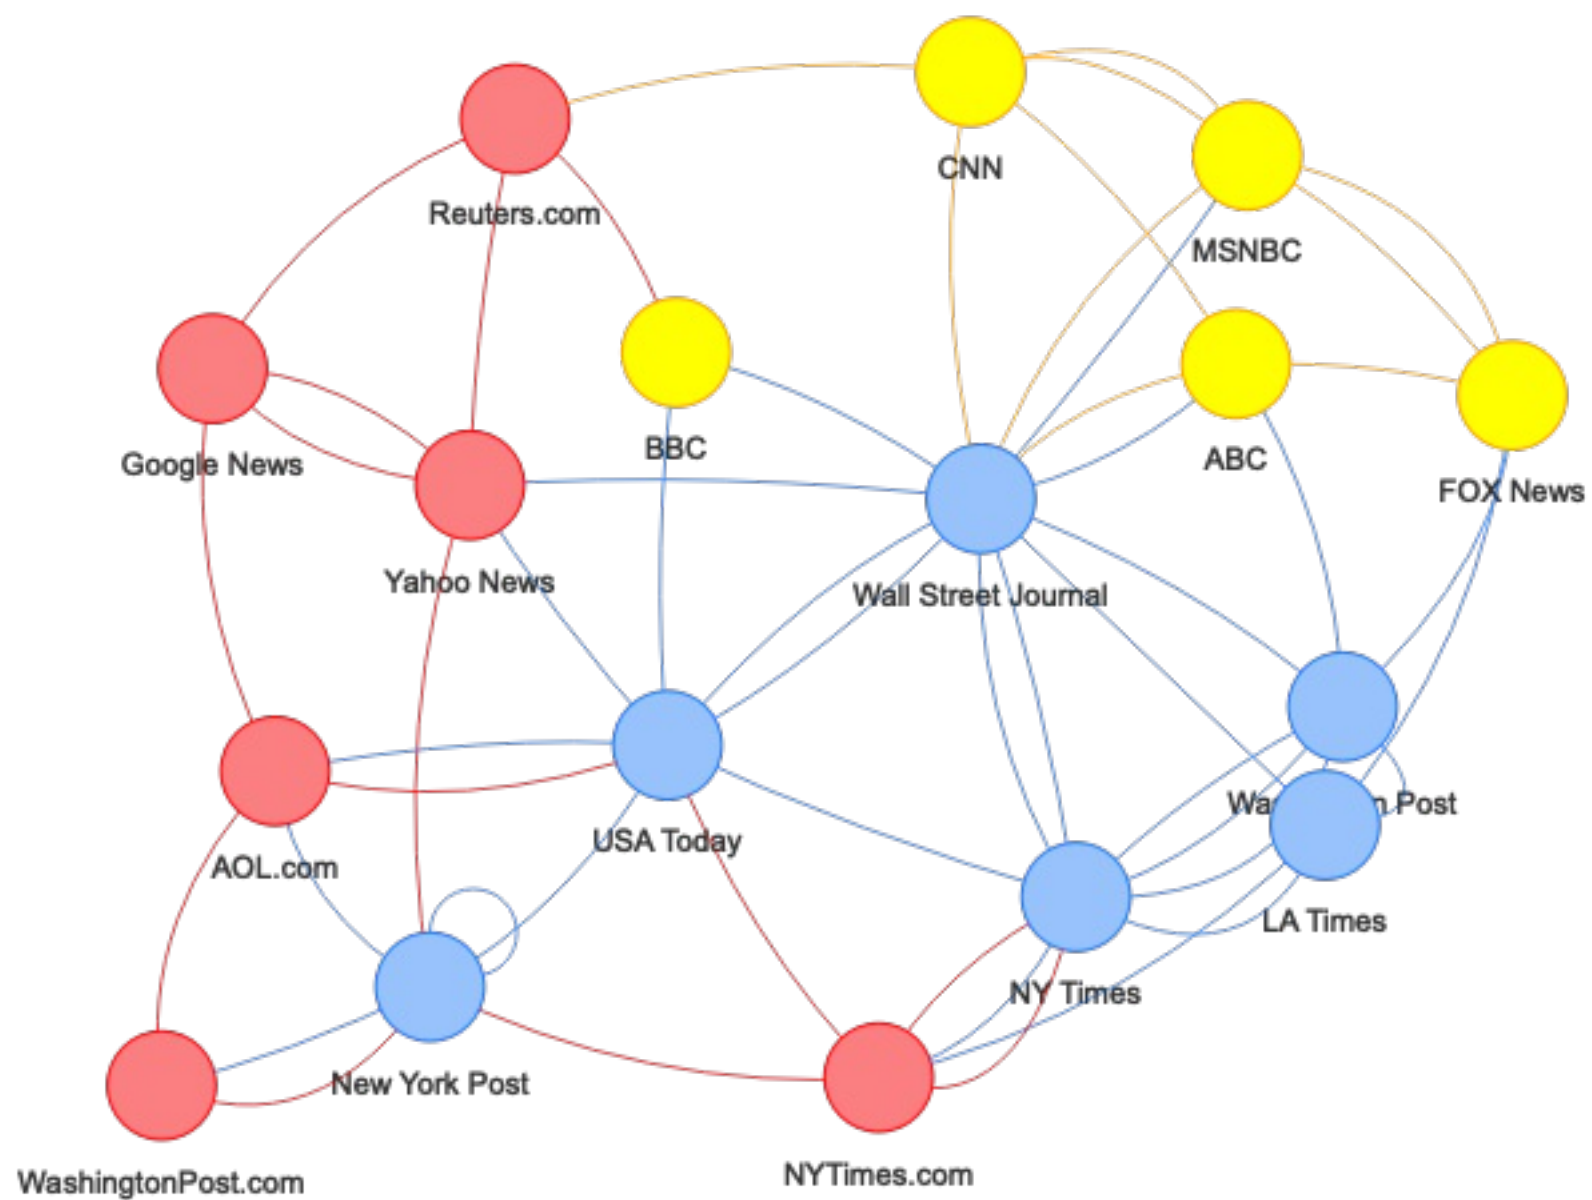 CNN
Reuters.com
MSNBC
BBC
ABC
Google News
FOX News
Yahoo News
Wall Street Journal
Post
USA Today
AOL.com
LA Times
NY Times
New York Post
NYTimes.com
WashingtonPost.com